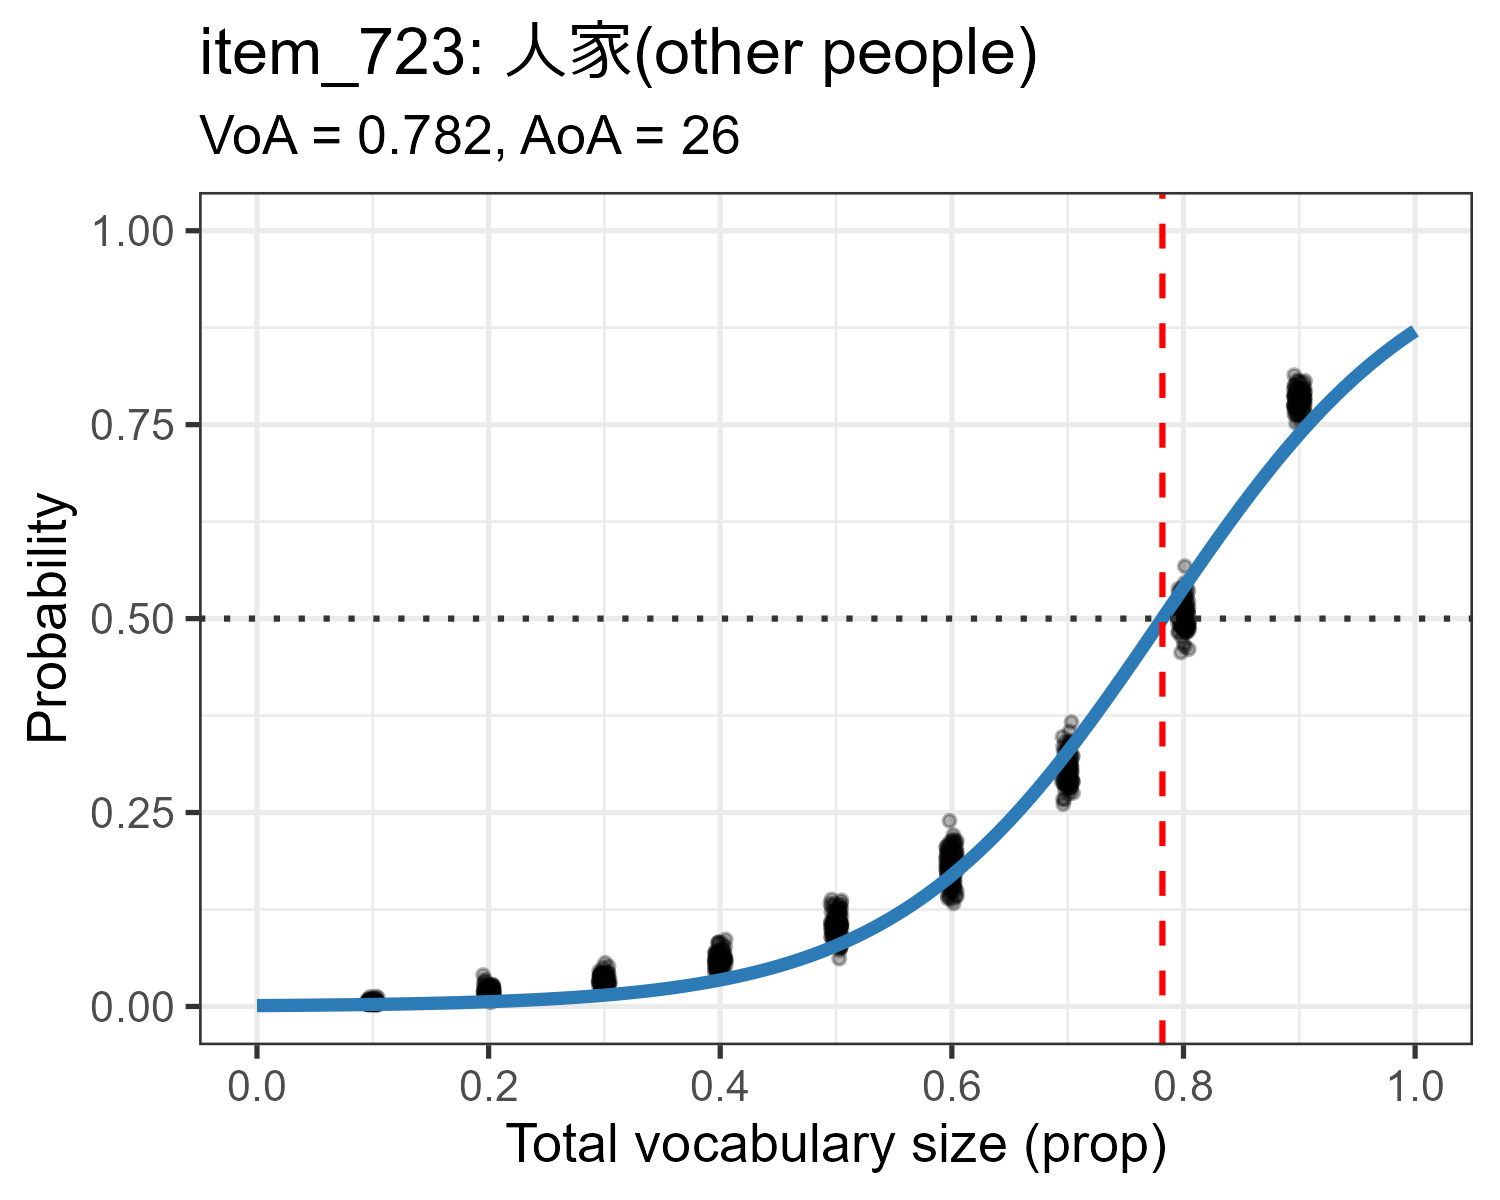 item_723: 人家(other people)
VoA = 0.782, AoA = 26
1.00
0.75
0.50
0.25
0.00
Probability
0.0 0.2 0.4 0.6 0.8 1.0
Total vocabulary size (prop)